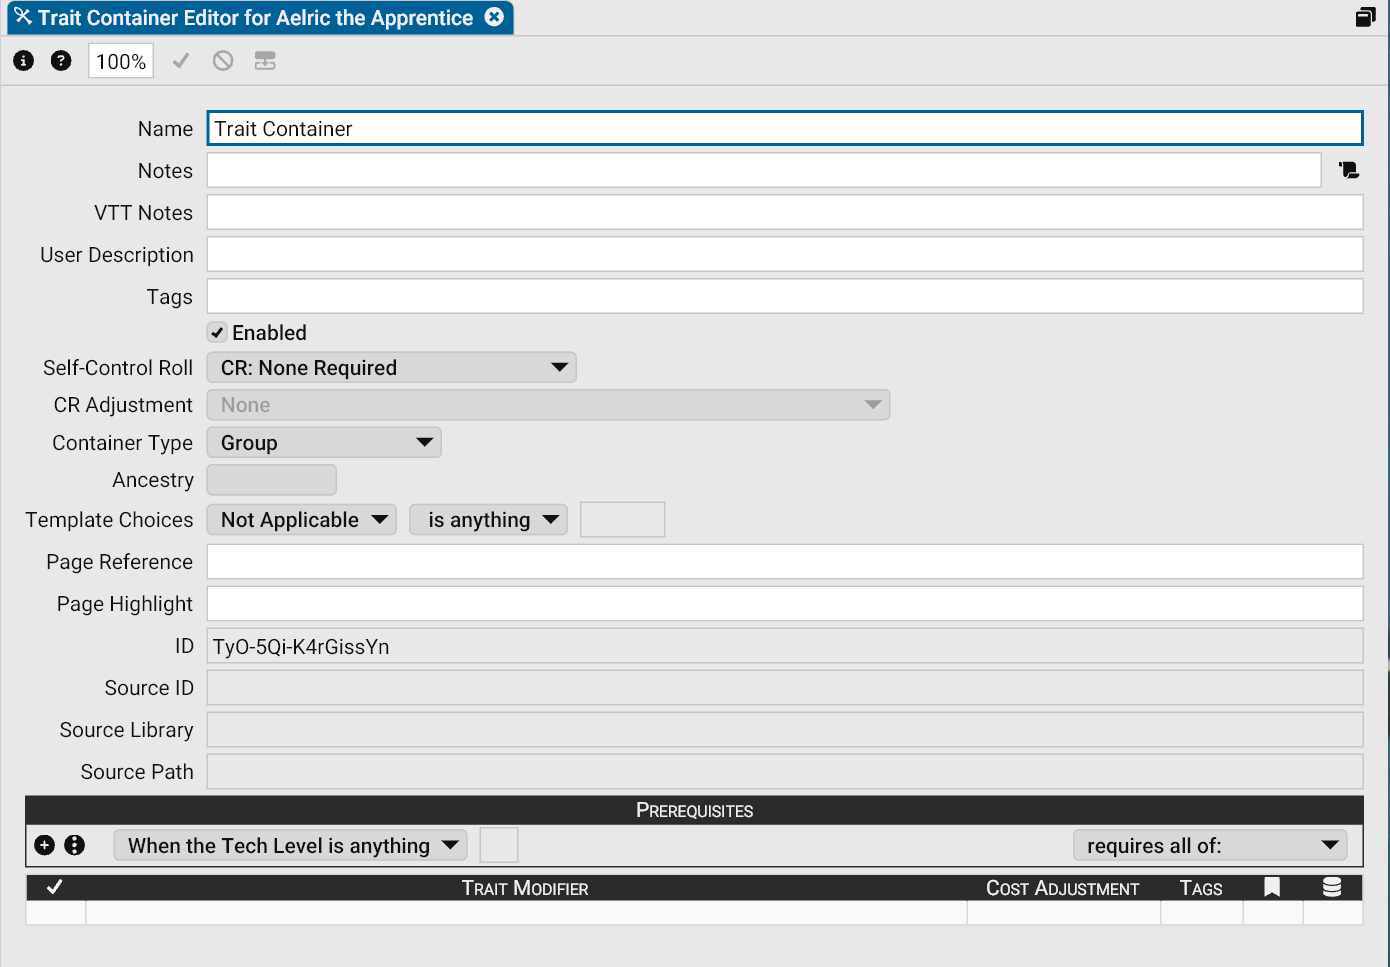 Trait Container Editor for Aelric the Apprentice
100%
Name Trait Container
Notes
VTT Notes
User Description
Tags
Enabled
Self-Control Roll CR: None Required
CR Adjustment None
Container Type Group
Ancestry
Template Choices Not Applicable is anything
Page Reference
Page Highlight
ID TyO-5Qi-K4rGissYn
Source ID
Source Library
Source Path
Prerequisites
When the Tech Level is anything requires all of:
Trait Modifier Cost Adjustment Tags